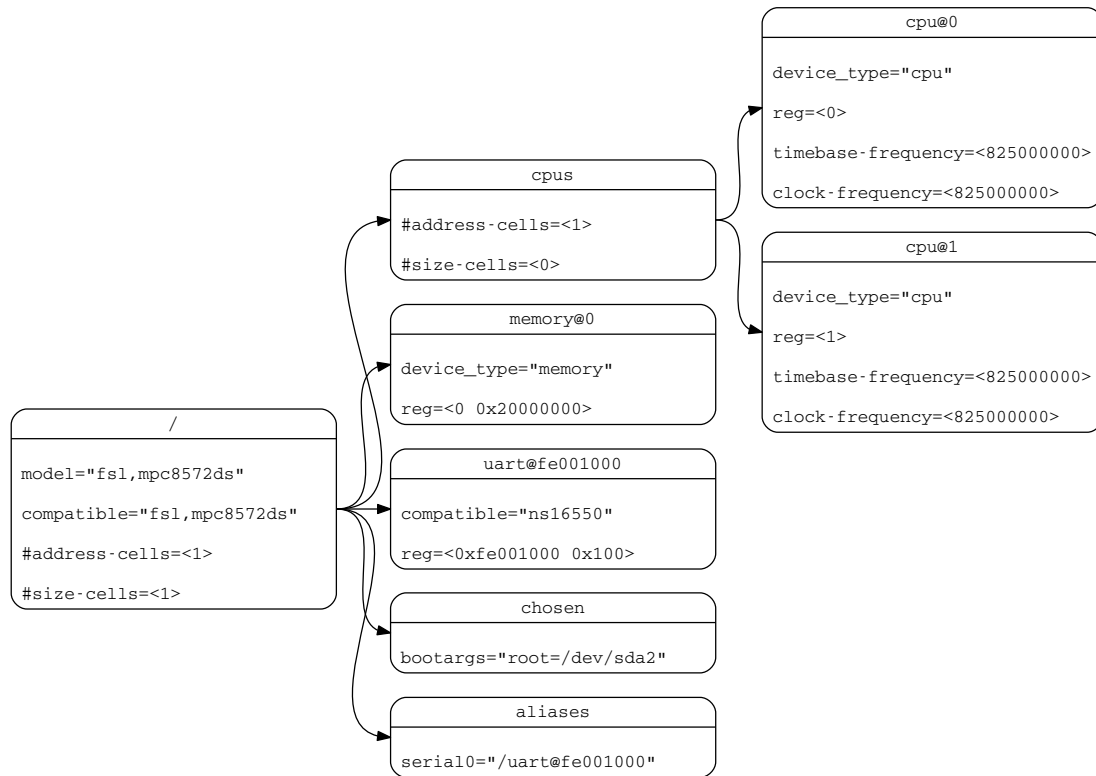 cpu@0
device_type="cpu"
reg=<0>
timebase-frequency=<825000000>
clock-frequency=<825000000>
cpus
#address-cells=<1>
#size-cells=<0>
cpu@1
device_type="cpu"
reg=<1>
timebase-frequency=<825000000>
clock-frequency=<825000000>
memory@0
device_type="memory"
reg=<0 0x20000000>
/
model="fsl,mpc8572ds"
compatible="fsl,mpc8572ds"
#address-cells=<1>
#size-cells=<1>
uart@fe001000
compatible="ns16550"
reg=<0xfe001000 0x100>
chosen
bootargs="root=/dev/sda2"
aliases
serial0="/uart@fe001000"